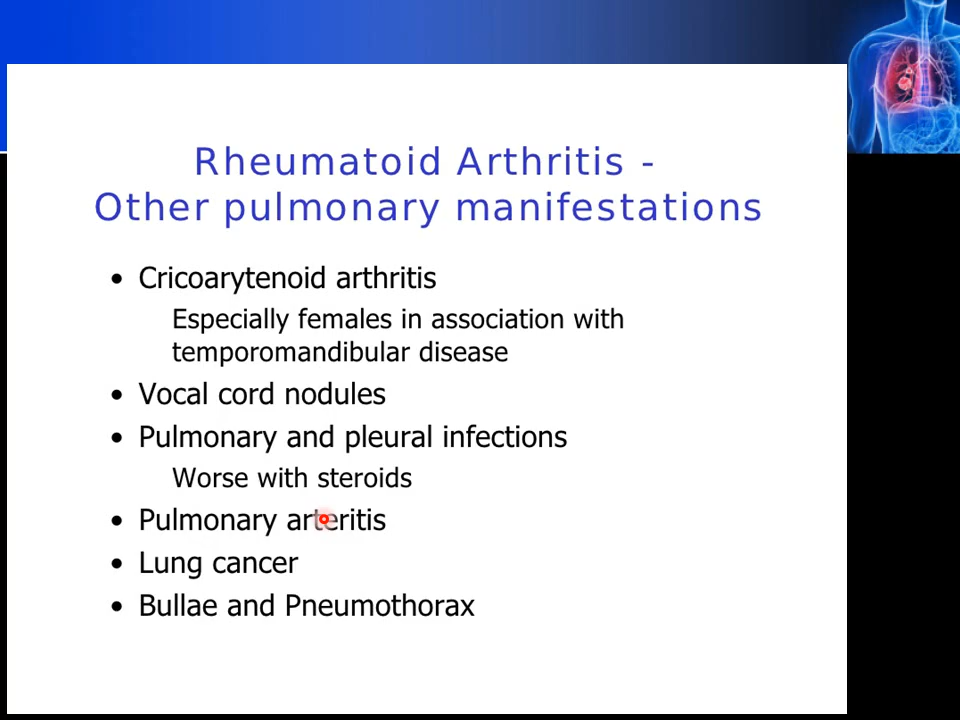 Rheumatoid Arthritis -
Other pulmonary manifestations
• Cricoarytenoid arthritis
Especially females in association with
temporomandibular disease
• Vocal cord nodules
• Pulmonary and pleural infections
Worse with steroids
• Pulmonary arteritis
• Lung cancer
• Bullae and Pneumothorax